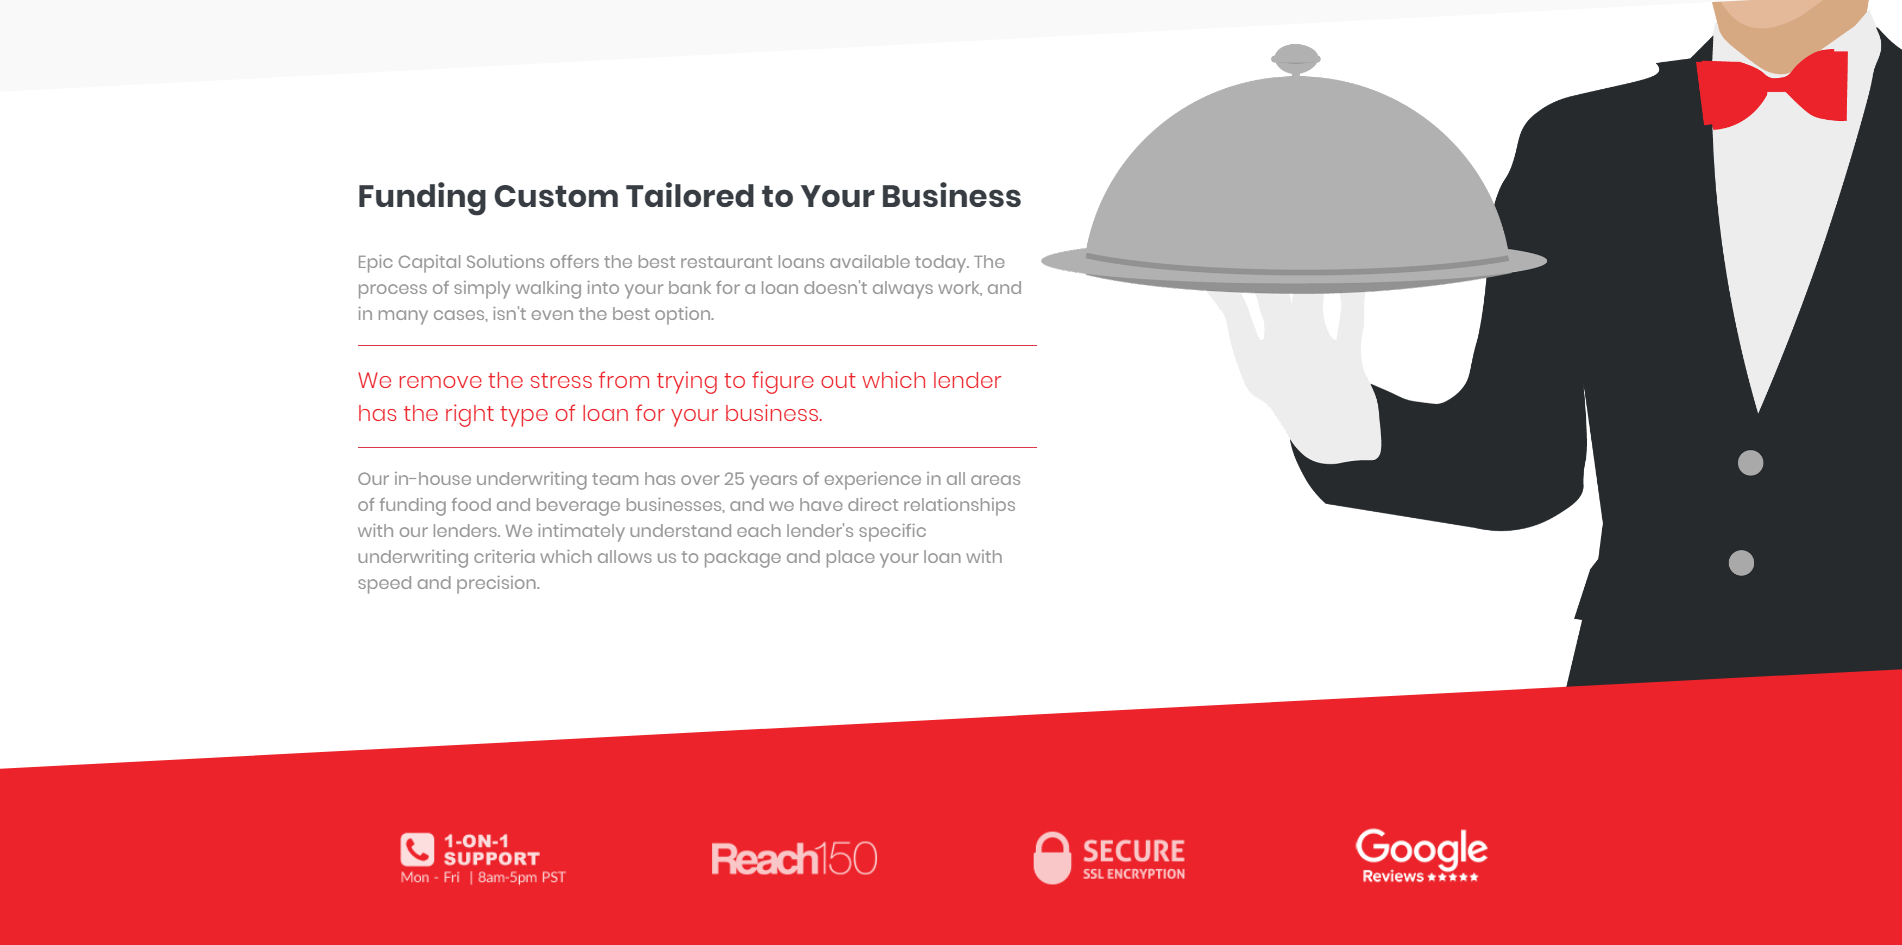 Funding Custom Tailored to Your Business
Epic Capital Solutions offers the best restaurant loans available today. The
process of simply walking into your bank for a loan doesn't always work, and
in many cases, isn't even the best option.
We remove the stress from trying to figure out which lender
has the right type of loan for your business.
Our in-house underwriting team has over 25 years of experience in all areas
of funding food and beverage businesses, and we have direct relationships
with our lenders. We intimately understand each lender's specific
underwriting criteria which allows us to package and place your loan with
speed and precision.
1-ON-1
SUPPORT
Mon - Fri | 8am-5pm PST
Reach150
SECURE
SSL ENCRYPTION
Google
Reviews ★★★★★